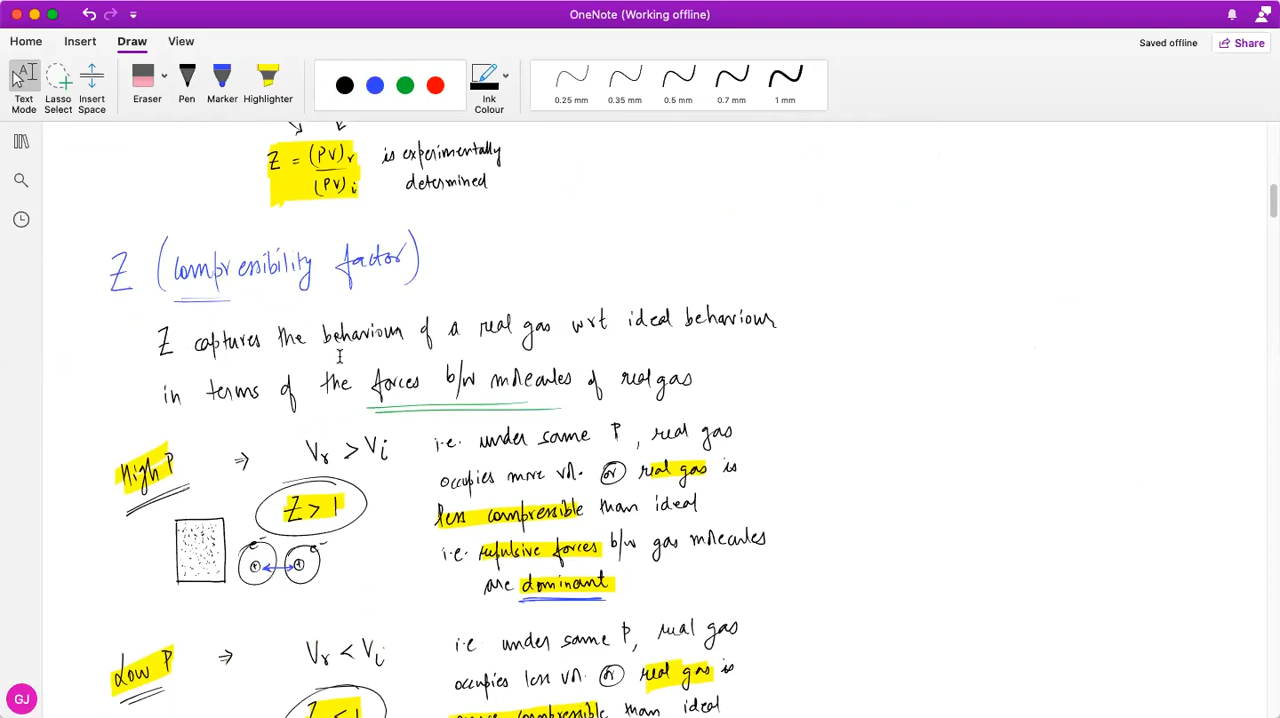 OneNote (Working offline)
Home Insert Draw View
Saved offline
Share
Text Mode
Lasso Select
Insert Space
Eraser
Pen
Marker
Highlighter
Ink Colour
0.25 mm
0.35 mm
0.5 mm
0.7 mm
1 mm
Z = (PV)r is experimentally
(PV)i determined
Z (compressibility factor)
Z captures the behaviour of a real gas wrt ideal behaviour
in terms of the forces b/w molecules of real gas
High P ⇒ Vr > Vi i.e. under same P, real gas
occupies more vol. or real gas is
Z > 1 less compressible than ideal
i.e. repulsive forces b/w gas molecules
are dominant
e- e-
+ +
Low P ⇒ Vr < Vi i.e under same P, real gas
occupies less vol. or real gas is
Z < 1 more compressible than ideal
GJ